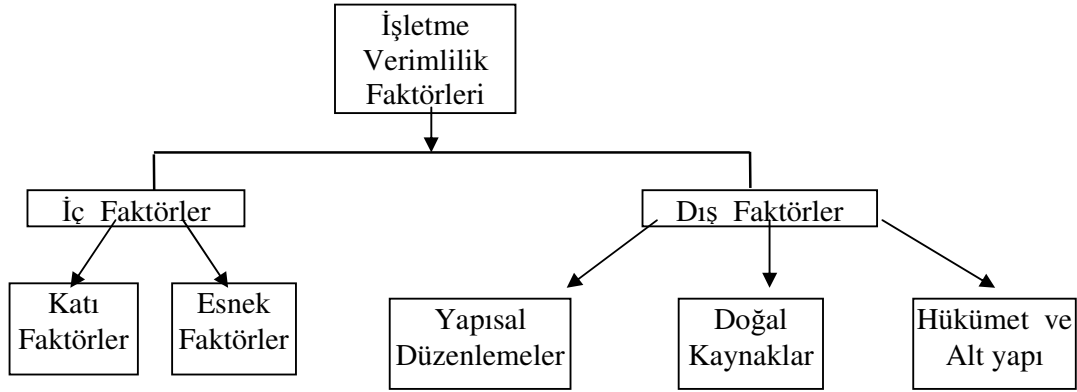 İşletme
Verimlilik
Faktörleri
İç Faktörler
Dış Faktörler
Katı
Faktörler
Esnek
Faktörler
Yapısal
Düzenlemeler
Doğal
Kaynaklar
Hükümet ve
Alt yapı